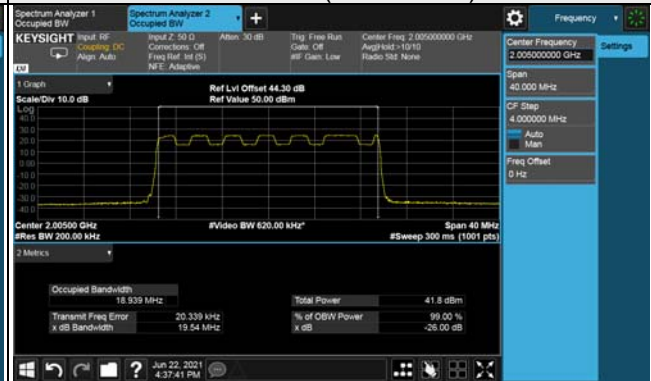 Spectrum Analyzer 1
Occupied BW
Spectrum Analyzer 2
Occupied BW
+
Frequency
KEYSIGHT
Input: RF
Coupling: DC
Align: Auto
Input Z: 50 Ω
Corrections: Off
Freq Ref: Int (S)
NFE: Adaptive
Atten: 30 dB
Trig: Free Run
Gate: Off
#IF Gain: Low
Center Freq: 2.005000000 GHz
Avg|Hold:>10/10
Radio Std: None
Center Frequency
2.005000000 GHz
Settings
Span
40.000 MHz
CF Step
4.000000 MHz
Auto
Man
Freq Offset
0 Hz
1 Graph
Scale/Div 10.0 dB
Ref Lvl Offset 44.30 dB
Ref Value 50.00 dBm
Log
40.0
30.0
20.0
10.0
0.00
-10.0
-20.0
-30.0
-40.0
Center 2.00500 GHz
#Res BW 200.00 kHz
#Video BW 620.00 kHz*
Span 40 MHz
#Sweep 300 ms (1001 pts)
2 Metrics
Occupied Bandwidth
18.939 MHz
Total Power 41.8 dBm
Transmit Freq Error 20.339 kHz
% of OBW Power 99.00 %
x dB Bandwidth 19.54 MHz
x dB -26.00 dB
?
Jun 22, 2021
4:37:41 PM